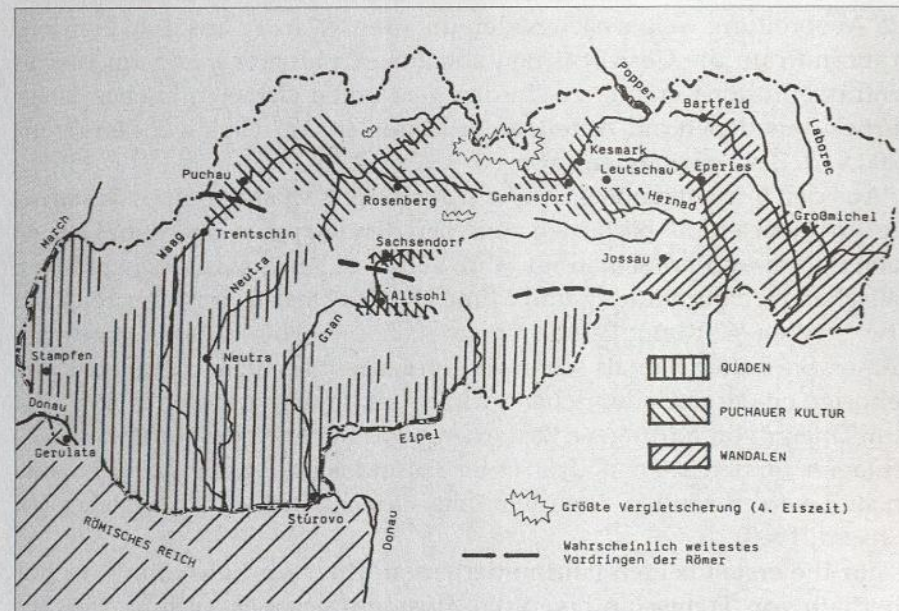 Popper
Bartfeld
Laborec
Kesmark
Puchau
Leutschau
Eperies
Gehansdorf
Rosenberg
Hernad
Großmichel
March
Waag
Trentschin
Sachsendorf
Jossau
Neutra
Altsohl
Gran
Stampfen
Neutra
QUADEN
Donau
PUCHAUER KULTUR
Gerulata
Eipel
WANDALEN
Stúrovo
Größte Vergletscherung (4. Eiszeit)
RÖMISCHES REICH
Donau
Wahrscheinlich weitestes
Vordringen der Römer